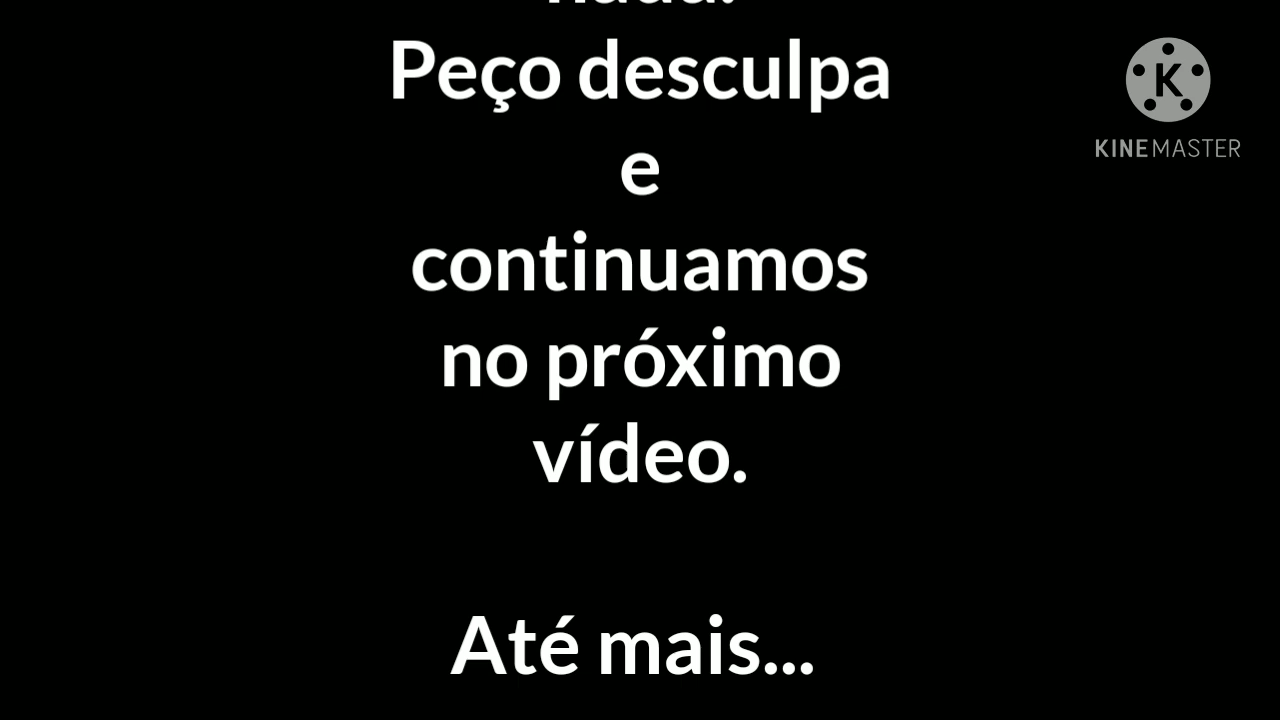 Peço desculpa
e
continuamos
no próximo
vídeo.
Até mais...
KINEMASTER